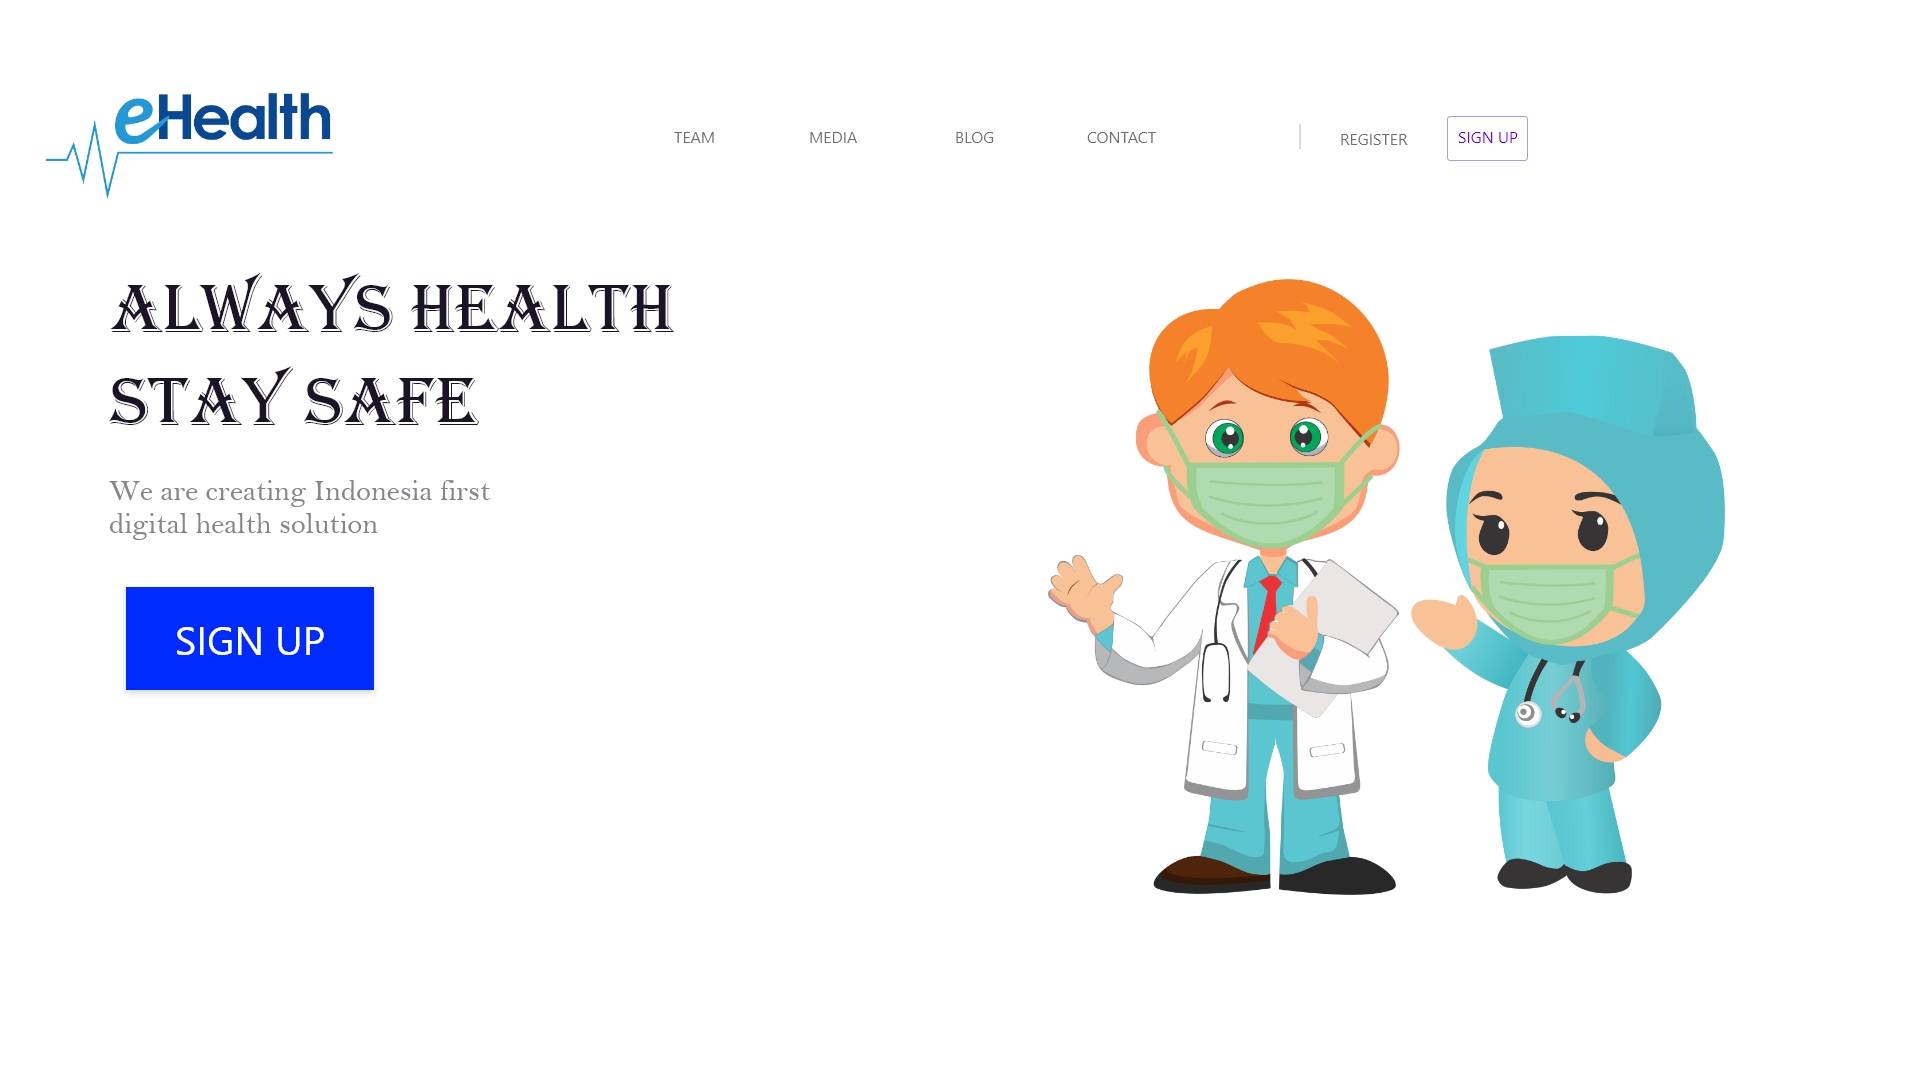 eHealth
TEAM MEDIA BLOG CONTACT REGISTER SIGN UP
ALWAYS HEALTH
STAY SAFE
We are creating Indonesia first
digital health solution
SIGN UP